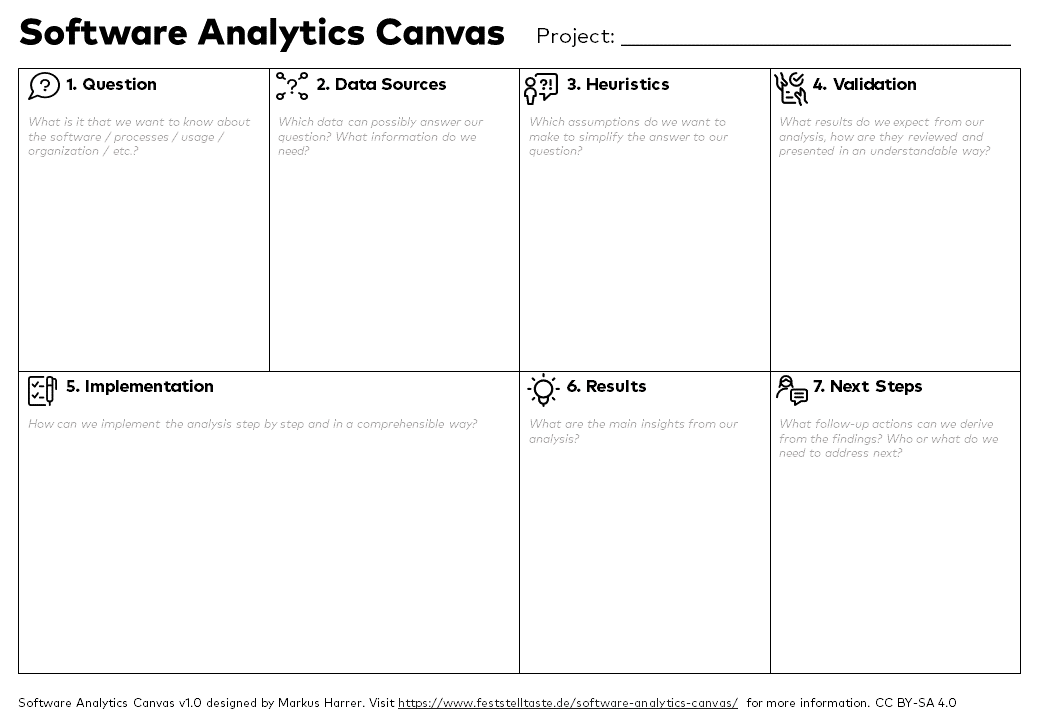 Software Analytics Canvas
Project:
1. Question
What is it that we want to know about
the software / processes / usage /
organization / etc.?
2. Data Sources
Which data can possibly answer our
question? What information do we
need?
3. Heuristics
Which assumptions do we want to
make to simplify the answer to our
question?
4. Validation
What results do we expect from our
analysis, how are they reviewed and
presented in an understandable way?
5. Implementation
How can we implement the analysis step by step and in a comprehensible way?
6. Results
What are the main insights from our
analysis?
7. Next Steps
What follow-up actions can we derive
from the findings? Who or what do we
need to address next?
Software Analytics Canvas v1.0 designed by Markus Harrer. Visit https://www.feststelltaste.de/software-analytics-canvas/ for more information. CC BY-SA 4.0